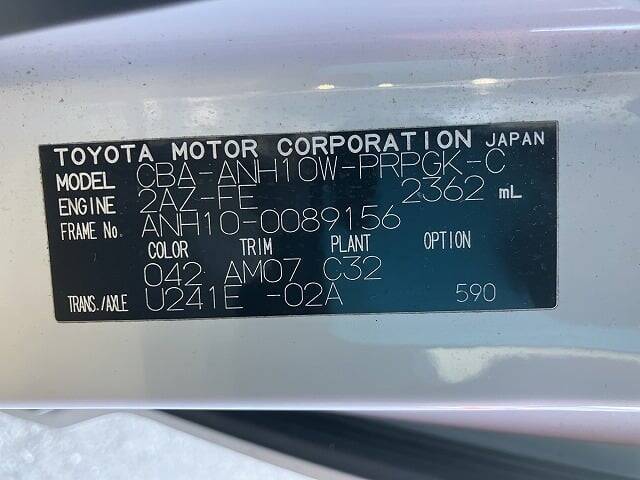 TOYOTA MOTOR CORPORATION JAPAN
MODEL CBA-ANH10W-PRPGK-C
ENGINE 2AZ-FE 2362 mL
FRAME No. ANH10-0089156
COLOR TRIM PLANT OPTION
042 AM07 C32
TRANS./AXLE U241E -02A 590